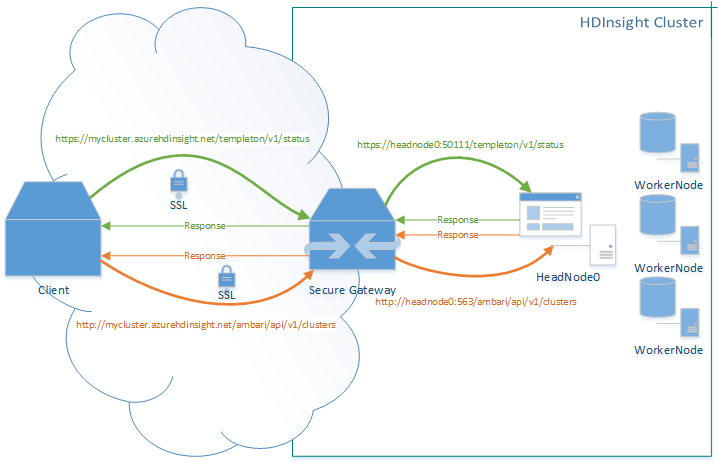 HDInsight Cluster
https://mycluster.azurehdinsight.net/templeton/v1/status
https://headnode0:50111/templeton/v1/status
WorkerNode
SSL
Response
Response
Response
Response
WorkerNode
HeadNode0
Client
SSL
Secure Gateway
http://headnode0:563/ambari/api/v1/clusters
http://mycluster.azurehdinsight.net/ambari/api/v1/clusters
WorkerNode